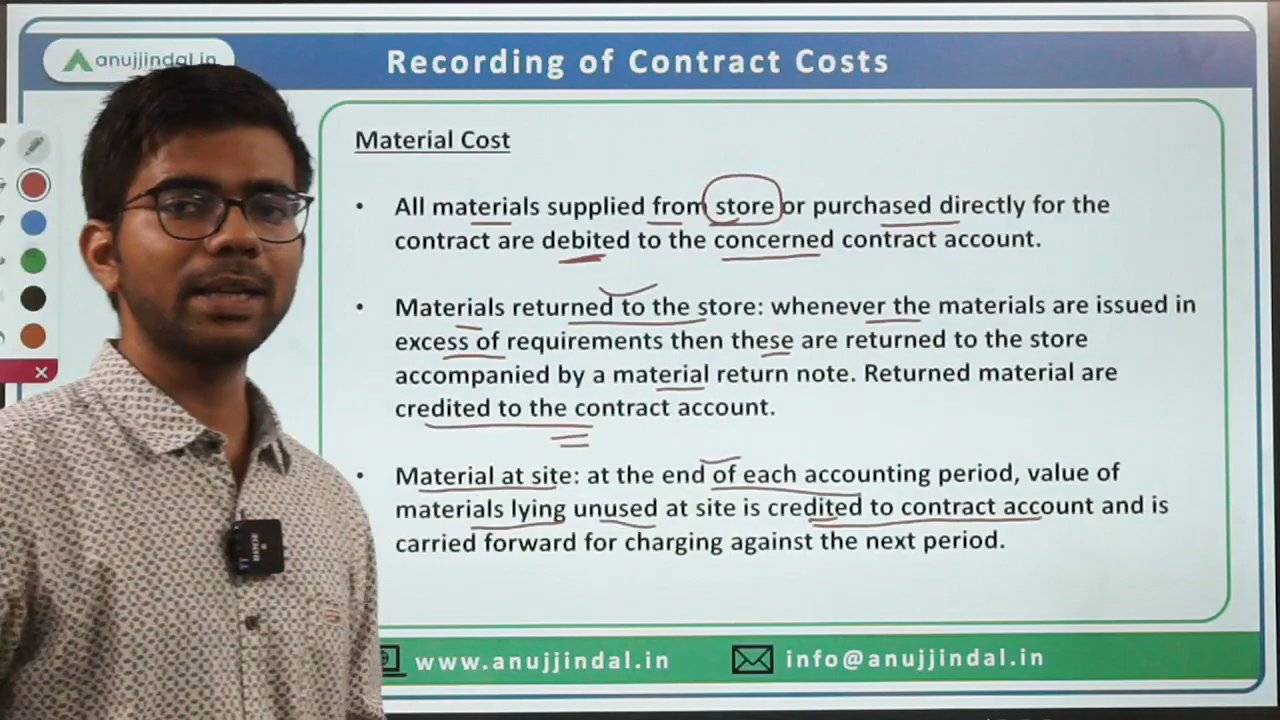 anujjindal.in
Recording of Contract Costs
Material Cost
• All materials supplied from store or purchased directly for the
contract are debited to the concerned contract account.
• Materials returned to the store: whenever the materials are issued in
excess of requirements then these are returned to the store
accompanied by a material return note. Returned material are
credited to the contract account.
• Material at site: at the end of each accounting period, value of
materials lying unused at site is credited to contract account and is
carried forward for charging against the next period.
www.anujjindal.in
info@anujjindal.in